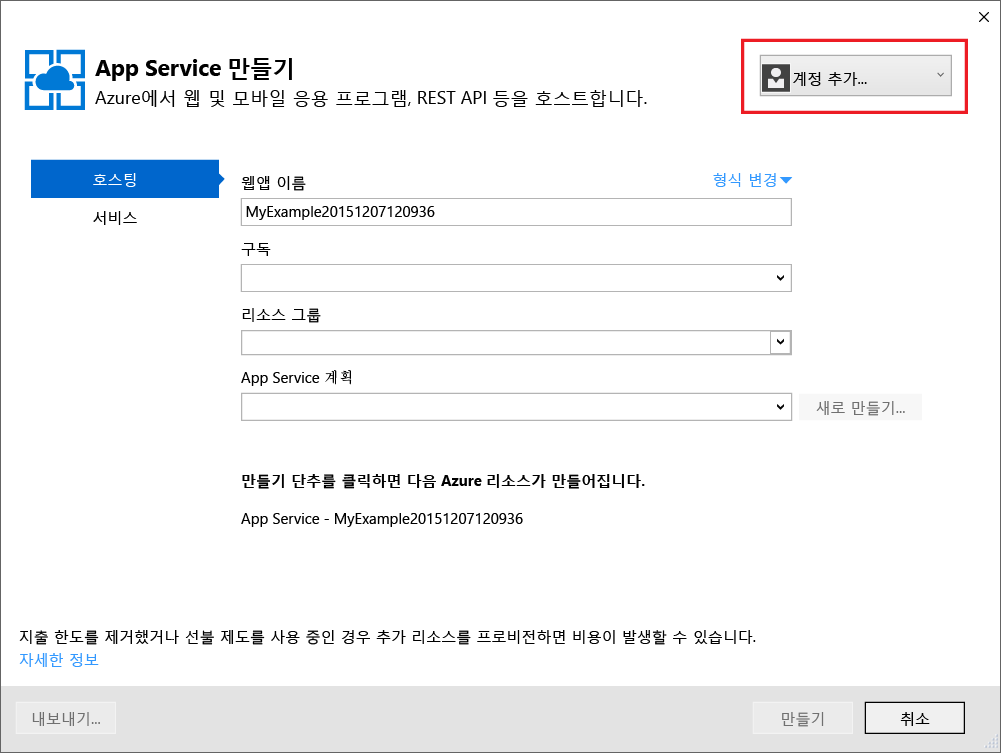 App Service 만들기
Azure에서 웹 및 모바일 응용 프로그램, REST API 등을 호스트합니다.
계정 추가...
호스팅
서비스
웹앱 이름
형식 변경
MyExample20151207120936
구독
리소스 그룹
App Service 계획
새로 만들기...
만들기 단추를 클릭하면 다음 Azure 리소스가 만들어집니다.
App Service - MyExample20151207120936
지출 한도를 제거했거나 선불 제도를 사용 중인 경우 추가 리소스를 프로비전하면 비용이 발생할 수 있습니다.
자세한 정보
내보내기...
만들기
취소